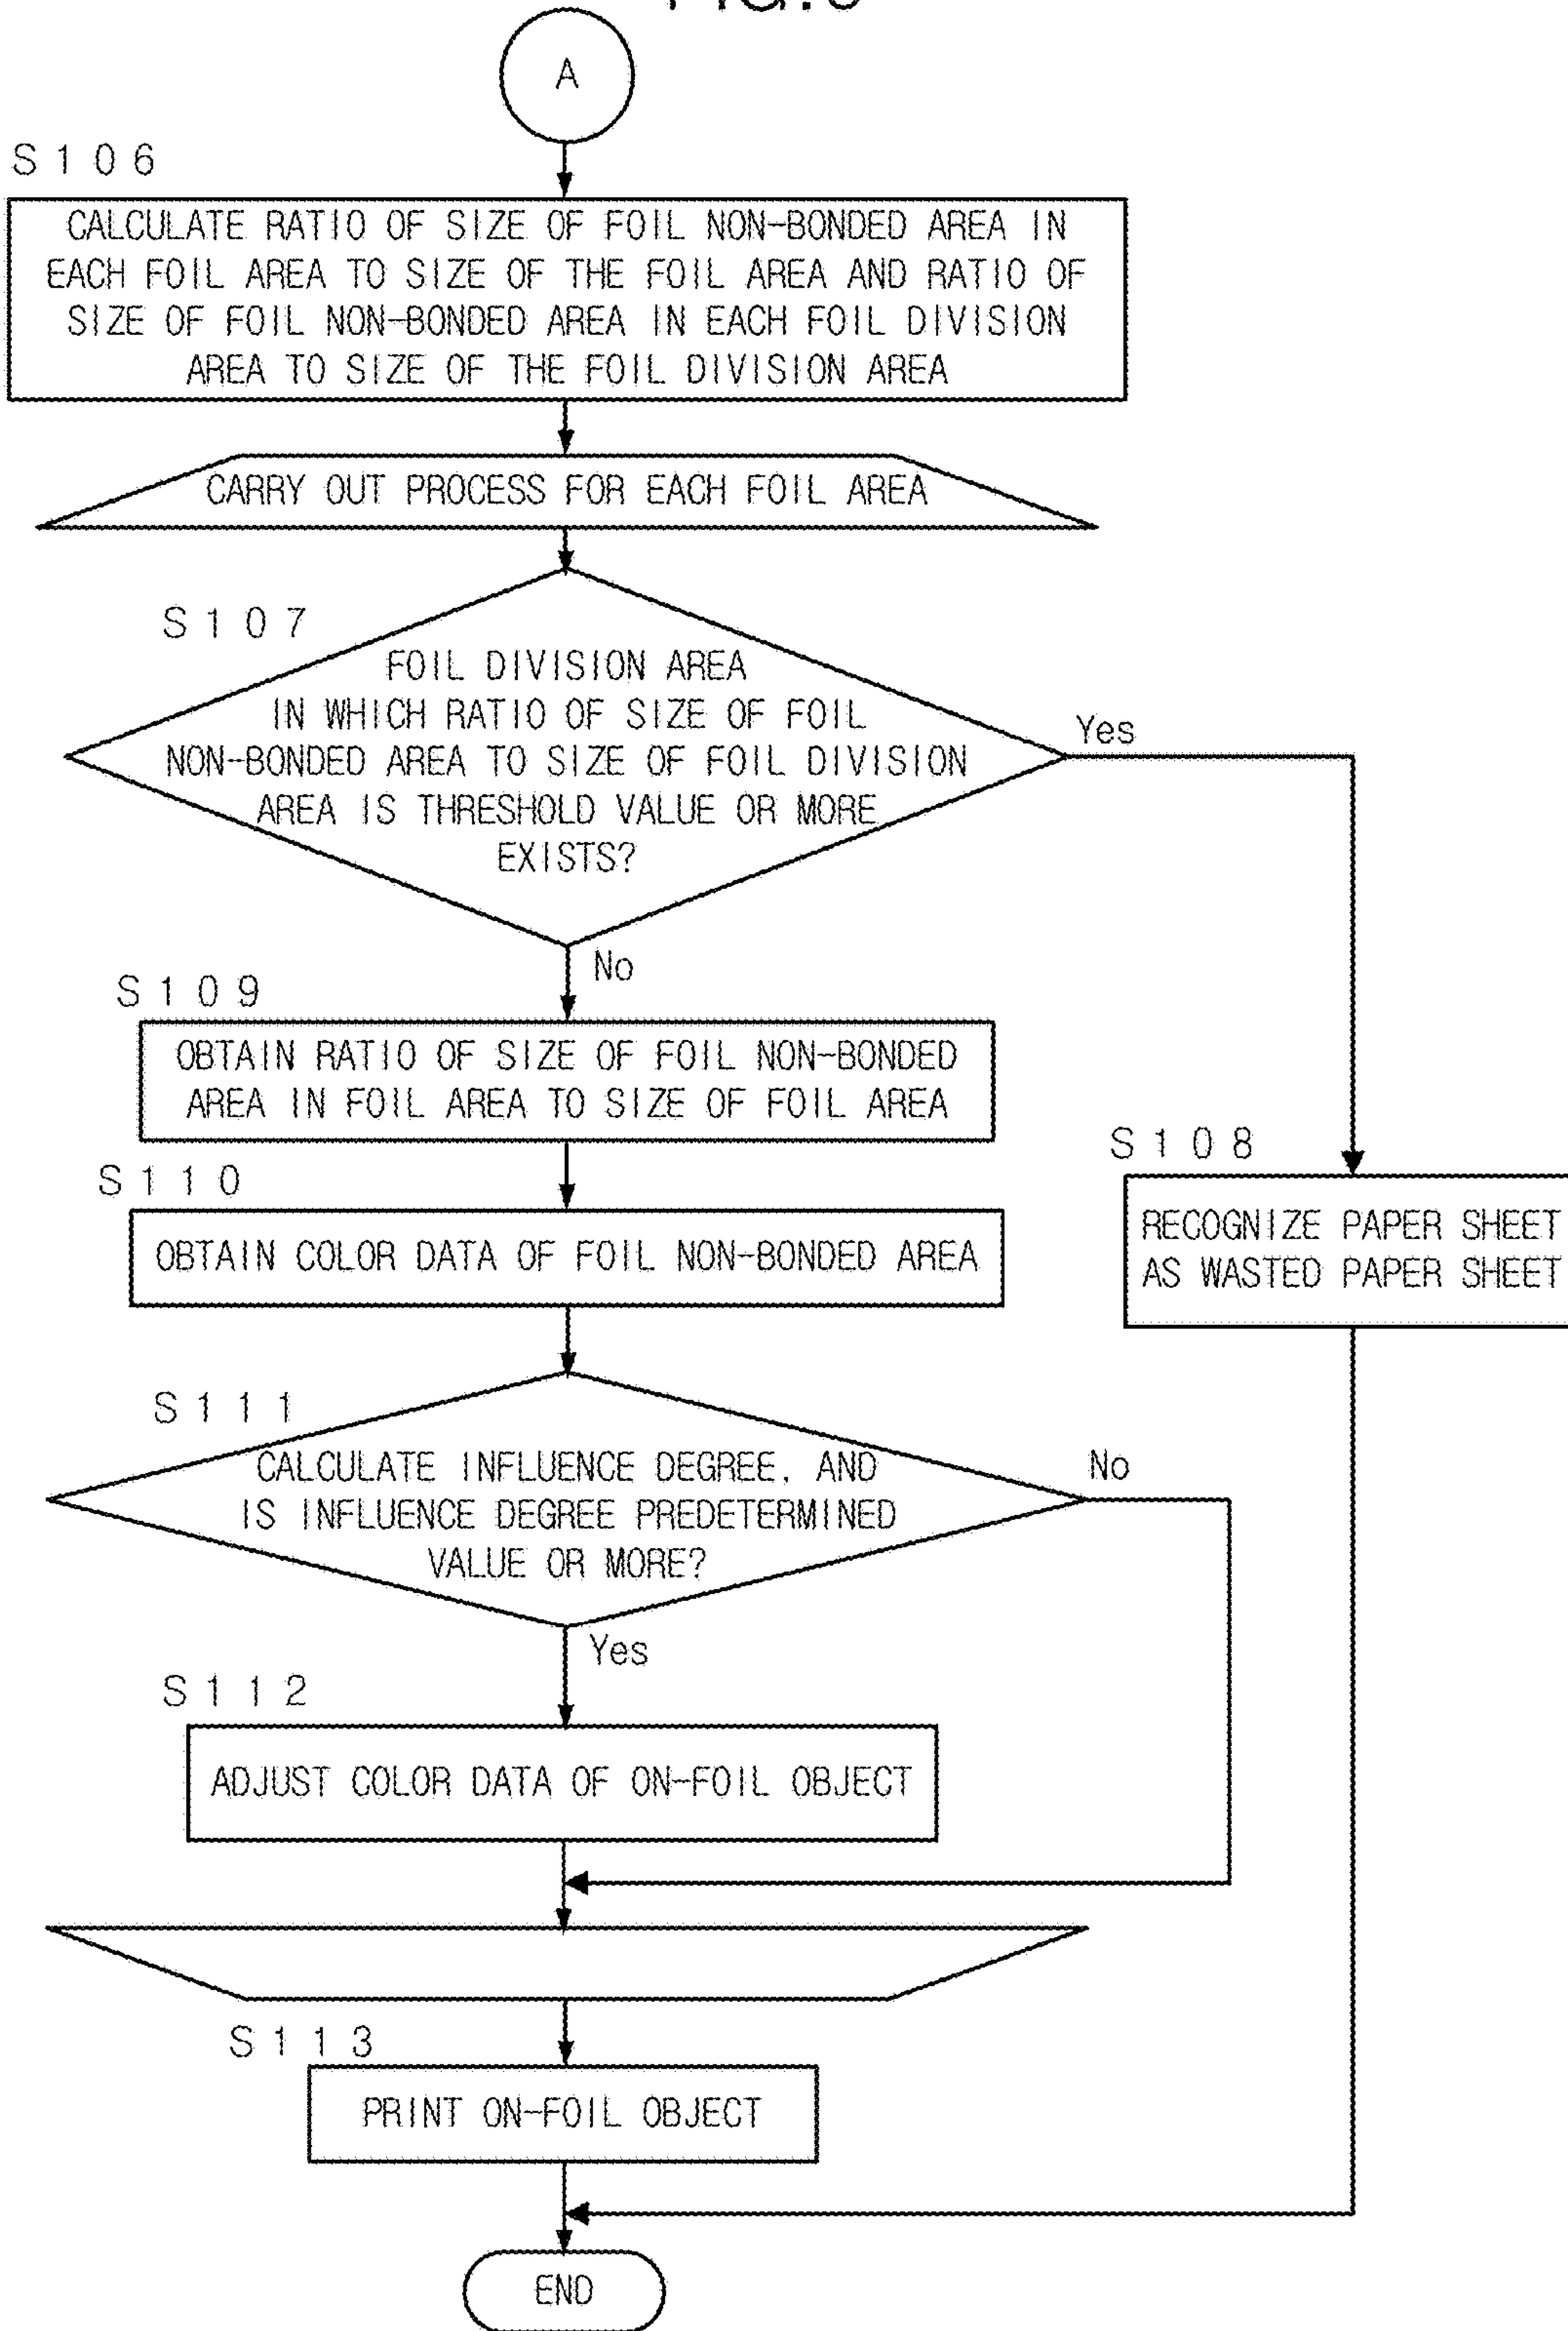 A
S106
CALCULATE RATIO OF SIZE OF FOIL NON-BONDED AREA IN
EACH FOIL AREA TO SIZE OF THE FOIL AREA AND RATIO OF
SIZE OF FOIL NON-BONDED AREA IN EACH FOIL DIVISION
AREA TO SIZE OF THE FOIL DIVISION AREA
CARRY OUT PROCESS FOR EACH FOIL AREA
S107
FOIL DIVISION AREA
IN WHICH RATIO OF SIZE OF FOIL
NON-BONDED AREA TO SIZE OF FOIL DIVISION
AREA IS THRESHOLD VALUE OR MORE
EXISTS?
Yes
No
S109
OBTAIN RATIO OF SIZE OF FOIL NON-BONDED
AREA IN FOIL AREA TO SIZE OF FOIL AREA
S108
RECOGNIZE PAPER SHEET
AS WASTED PAPER SHEET
S110
OBTAIN COLOR DATA OF FOIL NON-BONDED AREA
S111
CALCULATE INFLUENCE DEGREE, AND
IS INFLUENCE DEGREE PREDETERMINED
VALUE OR MORE?
No
Yes
S112
ADJUST COLOR DATA OF ON-FOIL OBJECT
S113
PRINT ON-FOIL OBJECT
END